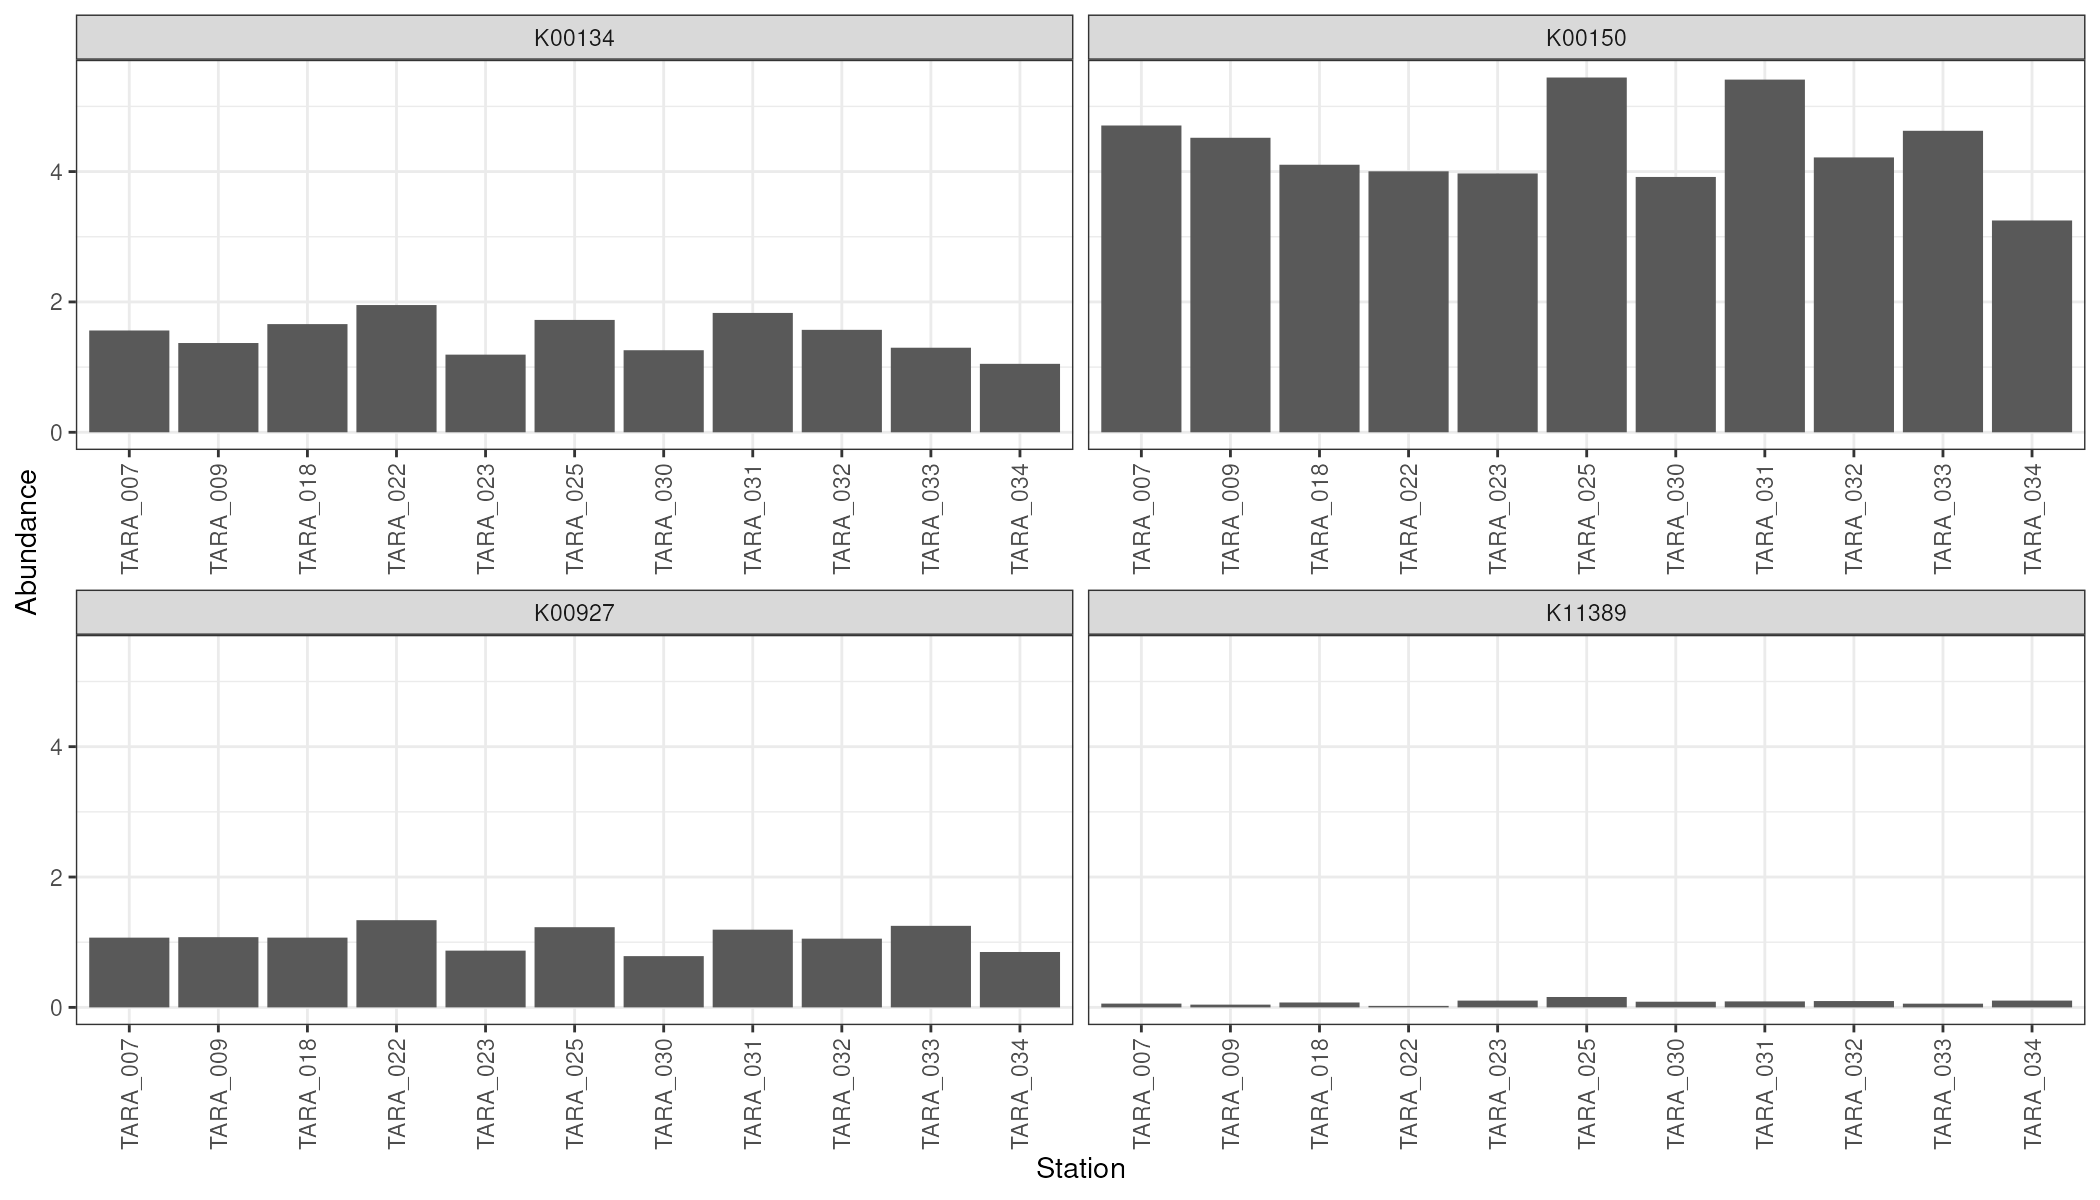 K00134
K00150
4
2
0
TARA_007 TARA_009 TARA_018 TARA_022 TARA_023 TARA_025 TARA_030 TARA_031 TARA_032 TARA_033 TARA_034
TARA_007 TARA_009 TARA_018 TARA_022 TARA_023 TARA_025 TARA_030 TARA_031 TARA_032 TARA_033 TARA_034
Abundance
K00927
K11389
4
2
0
TARA_007 TARA_009 TARA_018 TARA_022 TARA_023 TARA_025 TARA_030 TARA_031 TARA_032 TARA_033 TARA_034
TARA_007 TARA_009 TARA_018 TARA_022 TARA_023 TARA_025 TARA_030 TARA_031 TARA_032 TARA_033 TARA_034
Station